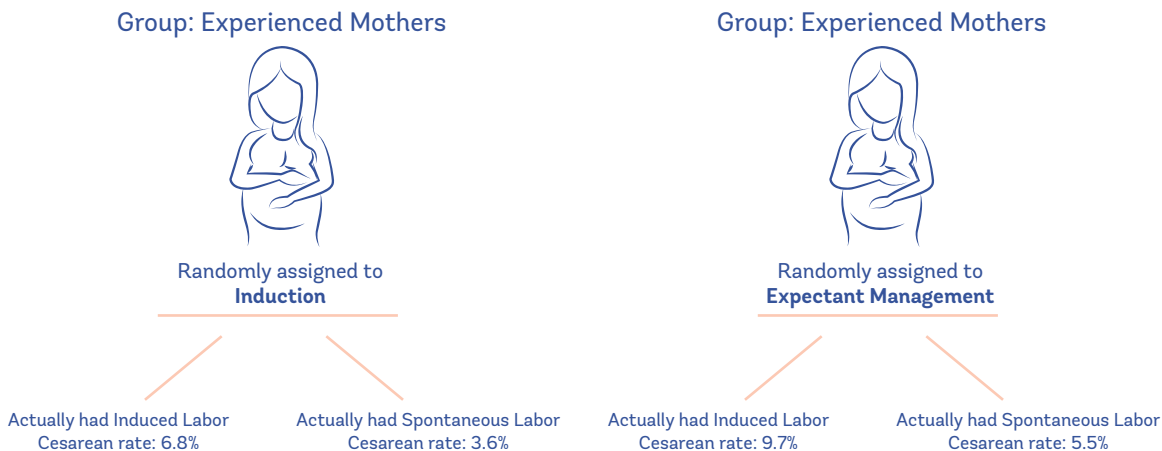 Group: Experienced Mothers
Randomly assigned to
Induction
Actually had Induced Labor
Cesarean rate: 6.8%
Actually had Spontaneous Labor
Cesarean rate: 3.6%
Group: Experienced Mothers
Randomly assigned to
Expectant Management
Actually had Induced Labor
Cesarean rate: 9.7%
Actually had Spontaneous Labor
Cesarean rate: 5.5%